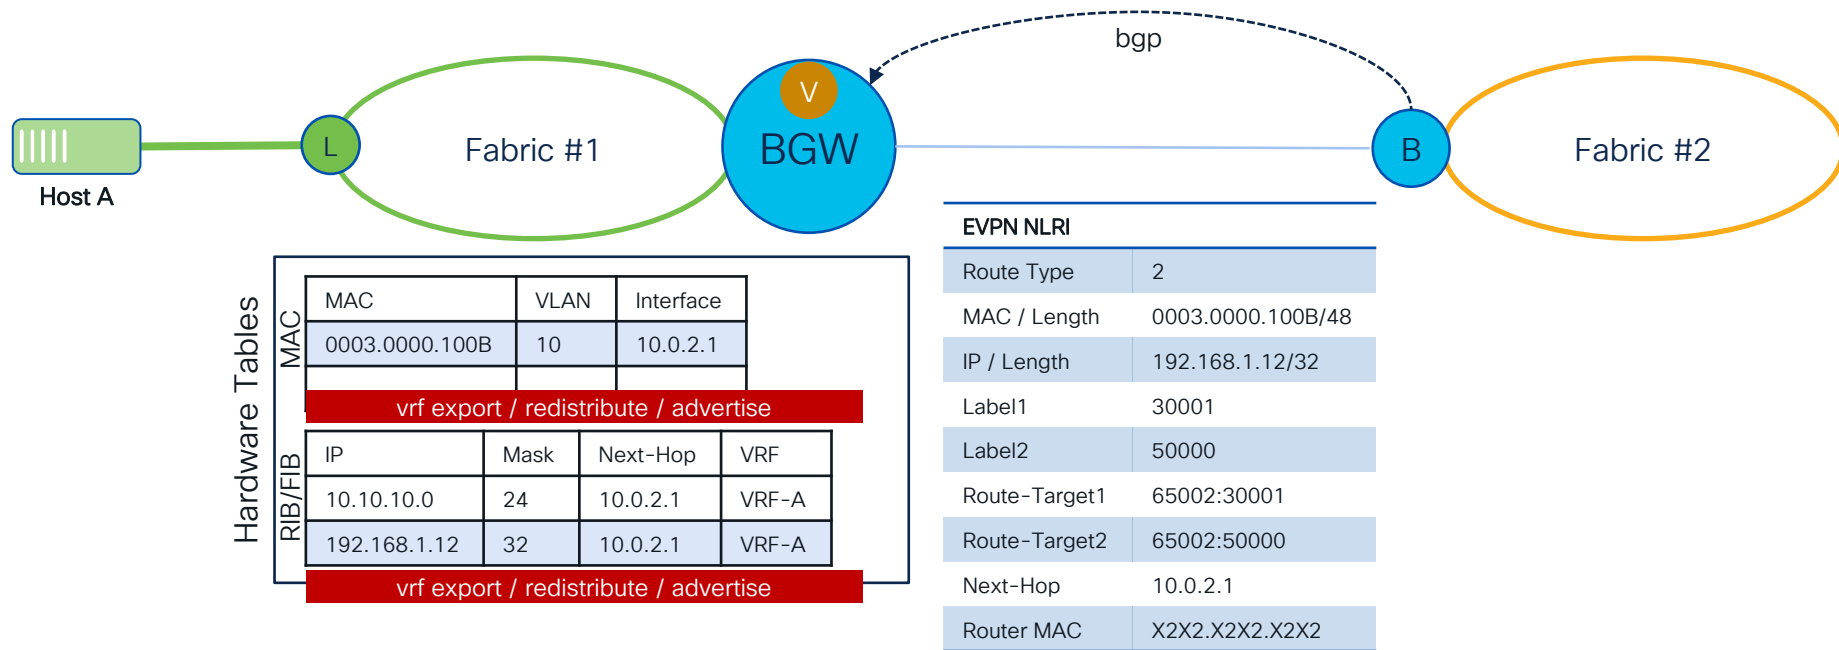 bgp
V
L
Fabric #1
BGW
B
Fabric #2
Host A
Hardware Tables
MAC
MAC VLAN Interface
0003.0000.100B 10 10.0.2.1
vrf export / redistribute / advertise
RIB/FIB
IP Mask Next-Hop VRF
10.10.10.0 24 10.0.2.1 VRF-A
192.168.1.12 32 10.0.2.1 VRF-A
vrf export / redistribute / advertise
EVPN NLRI
Route Type 2
MAC / Length 0003.0000.100B/48
IP / Length 192.168.1.12/32
Label1 30001
Label2 50000
Route-Target1 65002:30001
Route-Target2 65002:50000
Next-Hop 10.0.2.1
Router MAC X2X2.X2X2.X2X2